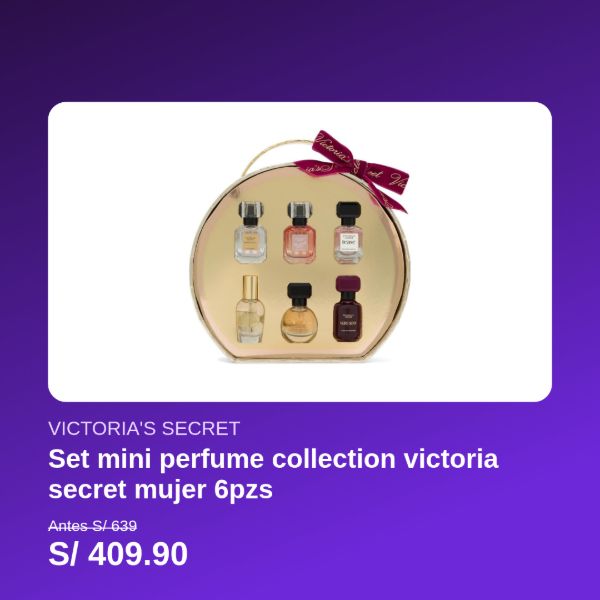 VICTORIA'S SECRET
Set mini perfume collection victoria
secret mujer 6pzs
Antes S/ 639
S/ 409.90